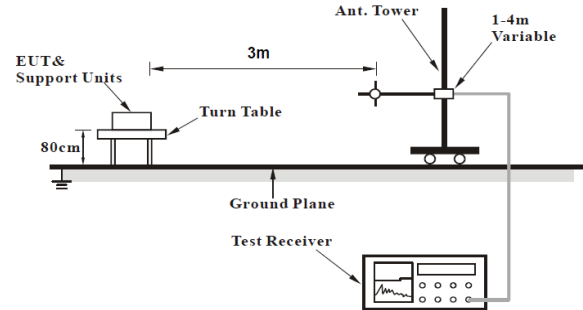 Ant. Tower
1-4m
Variable
3m
EUT&
Support Units
Turn Table
80cm
Ground Plane
Test Receiver